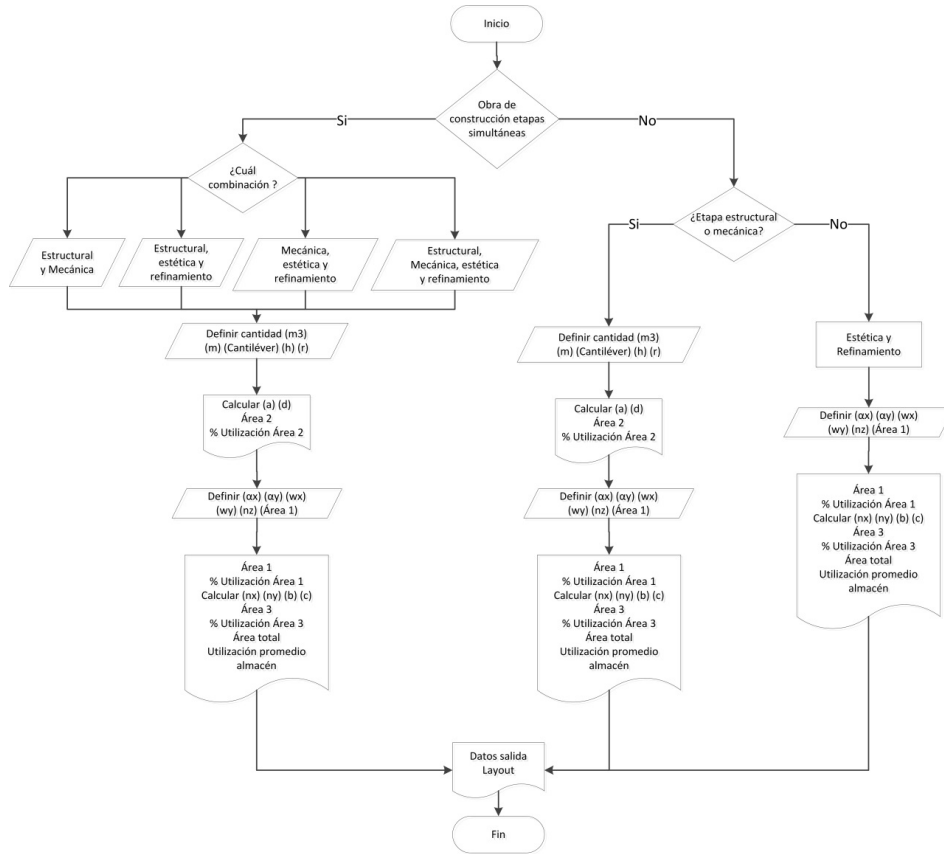 Inicio
Obra de
construcción etapas
simultáneas
Si
No
¿Cuál
combinación ?
¿Etapa estructural
o mecánica?
Si
No
Estructural
y Mecánica
Estructural,
estética y
refinamiento
Mecánica,
estética y
refinamiento
Estructural,
Mecánica, estética
y refinamiento
Definir cantidad (m3)
(m) (Cantiléver) (h) (r)
Definir cantidad (m3)
(m) (Cantiléver) (h) (r)
Estética y
Refinamiento
Calcular (a) (d)
Área 2
% Utilización Área 2
Calcular (a) (d)
Área 2
% Utilización Área 2
Definir (αx) (αy) (wx)
(wy) (nz) (Área 1)
Definir (αx) (αy) (wx)
(wy) (nz) (Área 1)
Definir (αx) (αy) (wx)
(wy) (nz) (Área 1)
Área 1
% Utilización Área 1
Calcular (nx) (ny) (b) (c)
Área 3
% Utilización Área 3
Área total
Utilización promedio
almacén
Área 1
% Utilización Área 1
Calcular (nx) (ny) (b) (c)
Área 3
% Utilización Área 3
Área total
Utilización promedio
almacén
Área 1
% Utilización Área 1
Calcular (nx) (ny) (b) (c)
Área 3
% Utilización Área 3
Área total
Utilización promedio
almacén
Datos salida
Layout
Fin